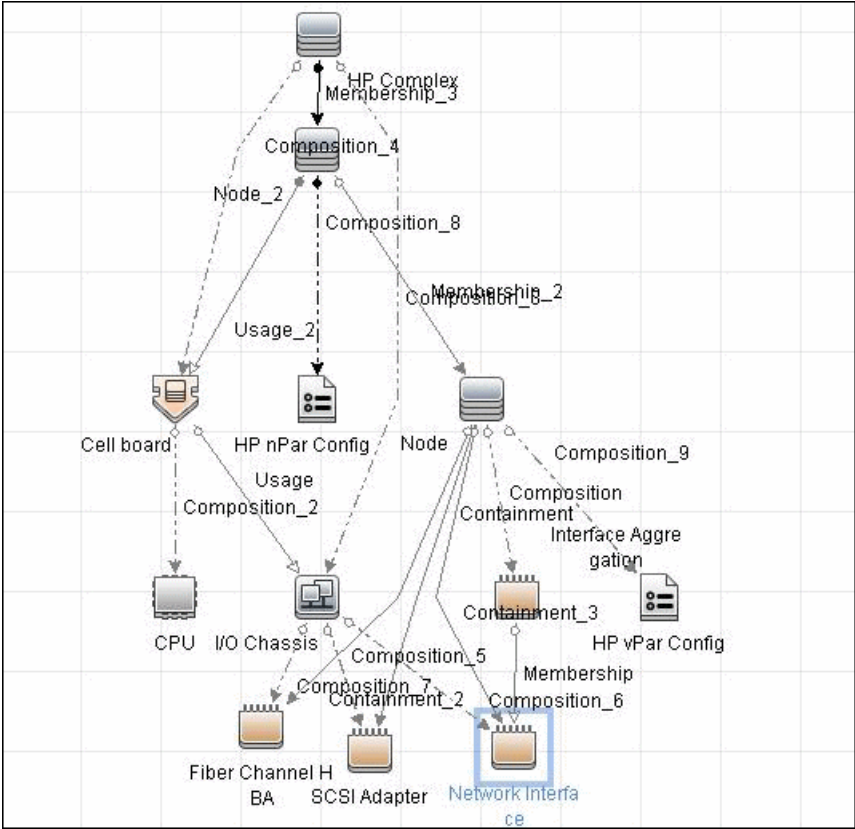 HP Complex
Membership_3
Composition_4
Node_2
Composition_8
Membership_2
Composition_3
Usage_2
Cell board
HP nPar Config
Node
Composition_9
Usage
Composition
Composition_2
Containment
Interface Aggre
gation
Containment_3
CPU
I/O Chassis
HP vPar Config
Composition_5
Membership
Composition_7
Containment_2
Composition_6
Fiber Channel H
BA
SCSI Adapter
Network Interfa
ce